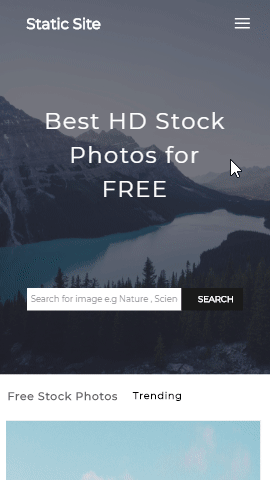 Static Site
Best HD Stock
Photos for
FREE
Search for image e.g Nature , Scien
SEARCH
Free Stock Photos
Trending